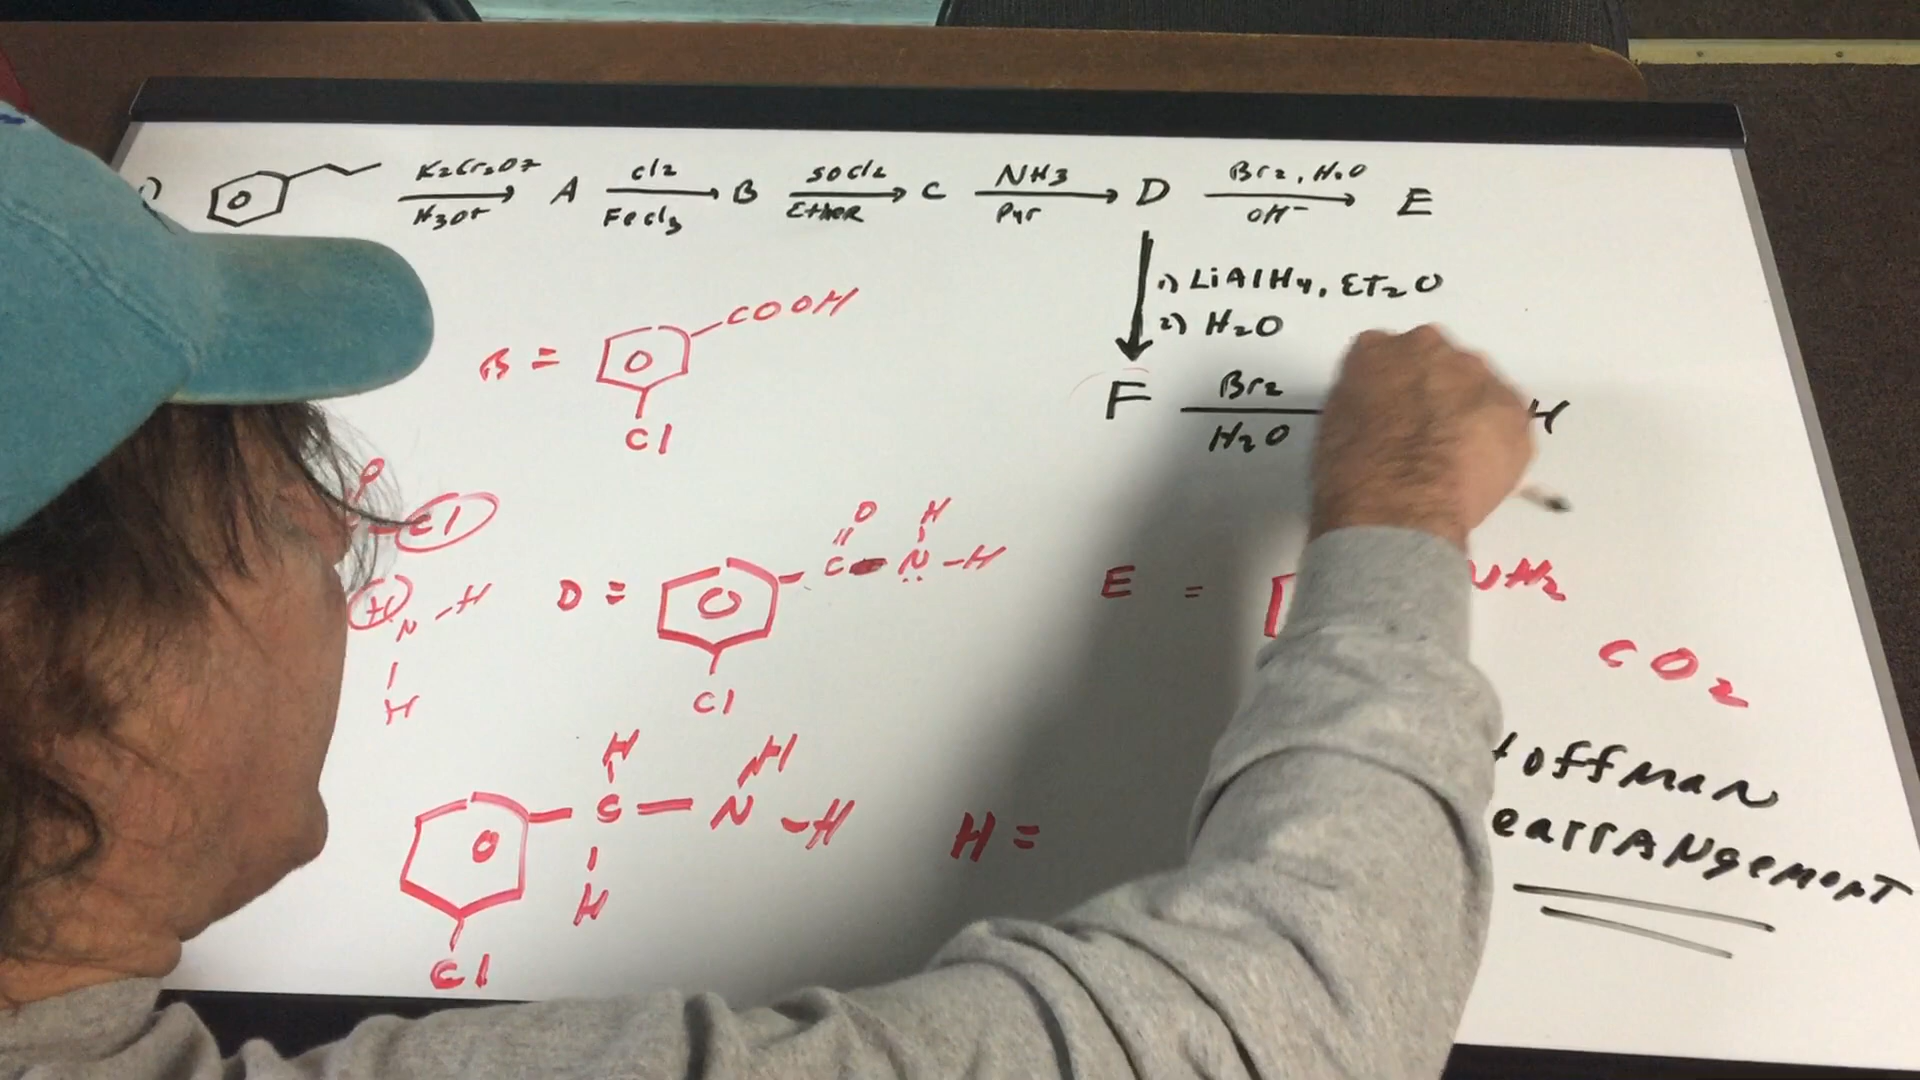 K2Cr2O7 Cl2 SOCl2 NH3 Br2, H2O
A B C D E
H3O+ FeCl3 Ether Pyr OH-
1) LiAlH4, ET2O
2) H2O
COOH
B =
Cl
F Br2 H
H2O
O
Cl
H H
N
H
D =
O H
C N - H
Cl
E = NH2
CO2
H H
C - N - H
H
Cl
H =
Hoffman
earrangement